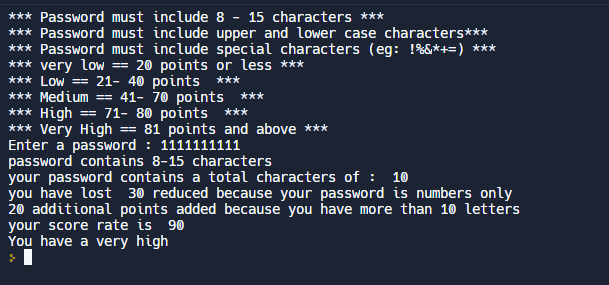 *** Password must include 8 - 15 characters ***
*** Password must include upper and lower case characters***
*** Password must include special characters (eg: !%&*+=) ***
*** very low == 20 points or less ***
*** Low == 21- 40 points  ***
*** Medium == 41- 70 points  ***
*** High == 71- 80 points  ***
*** Very High == 81 points and above ***
Enter a password : 1111111111
password contains 8-15 characters
your password contains a total characters of :  10
you have lost  30 reduced because your password is numbers only
20 additional points added because you have more than 10 letters
your score rate is  90
You have a very high